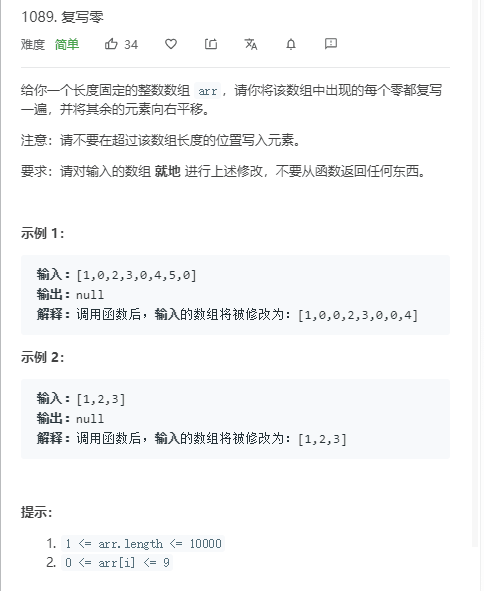 1089. 复写零
难度 简单 34
给你一个长度固定的整数数组 arr，请你将该数组中出现的每个零都复写
一遍，并将其余的元素向右平移。
注意：请不要在超过该数组长度的位置写入元素。
要求：请对输入的数组 就地 进行上述修改，不要从函数返回任何东西。
示例 1：
输入：[1,0,2,3,0,4,5,0]
输出：null
解释：调用函数后，输入的数组将被修改为：[1,0,0,2,3,0,0,4]
示例 2：
输入：[1,2,3]
输出：null
解释：调用函数后，输入的数组将被修改为：[1,2,3]
提示：
1. 1 <= arr.length <= 10000
2. 0 <= arr[i] <= 9